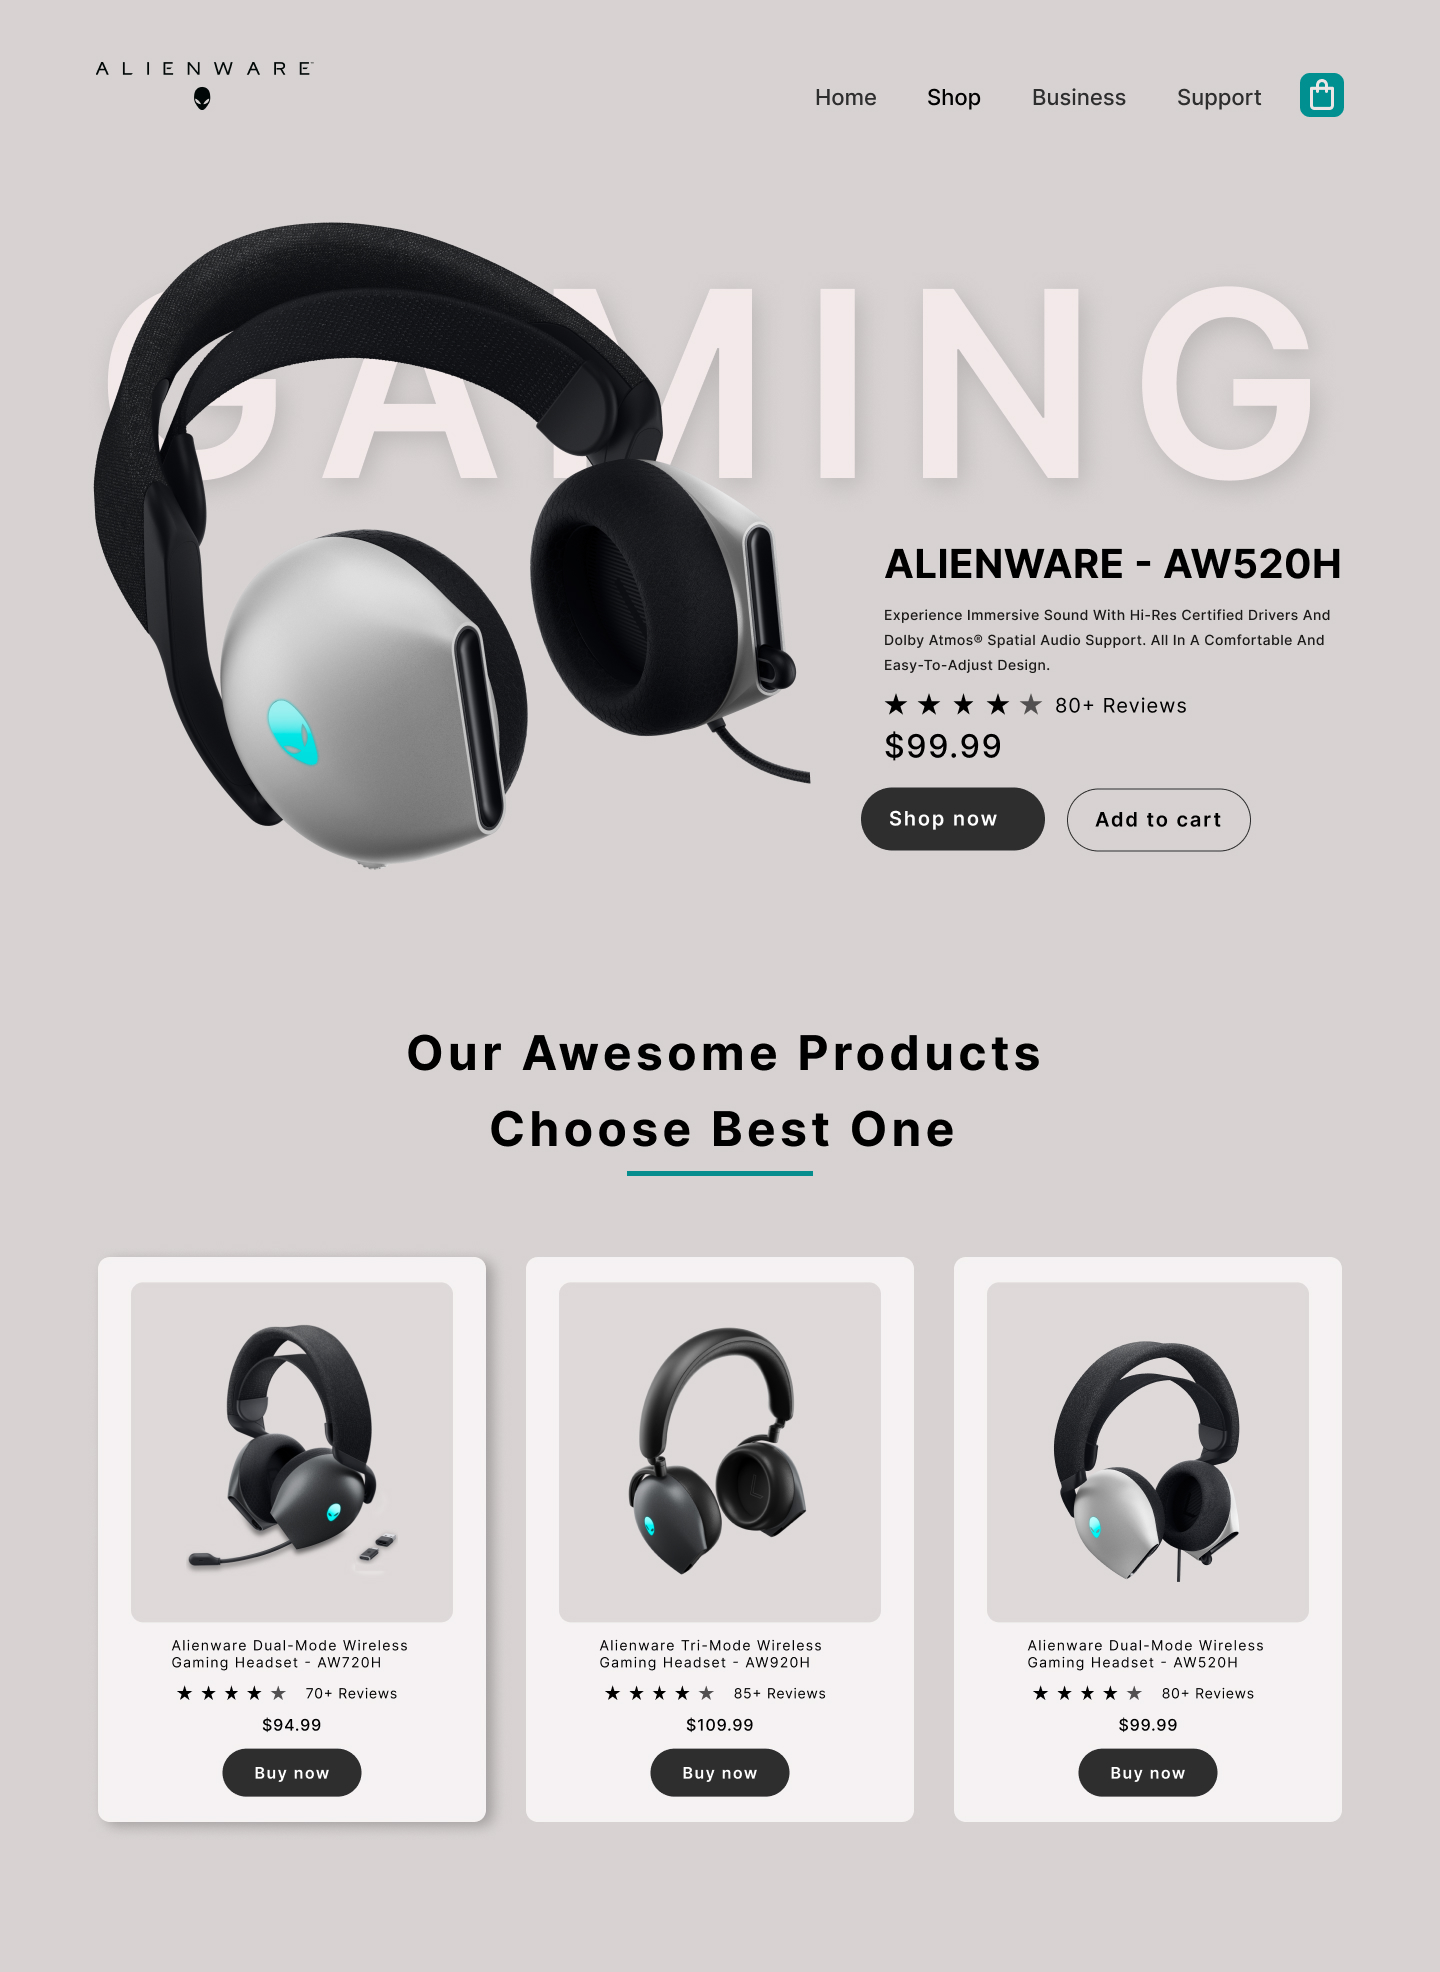 ALIENWARE™
Home Shop Business Support
GAMING
ALIENWARE - AW520H
Experience Immersive Sound With Hi-Res Certified Drivers And
Dolby Atmos® Spatial Audio Support. All In A Comfortable And
Easy-To-Adjust Design.
★ ★ ★ ★ ★ 80+ Reviews
$99.99
Shop now Add to cart
Our Awesome Products
Choose Best One
Alienware Dual-Mode Wireless
Gaming Headset - AW720H
★ ★ ★ ★ ★ 70+ Reviews
$94.99
Buy now
Alienware Tri-Mode Wireless
Gaming Headset - AW920H
★ ★ ★ ★ ★ 85+ Reviews
$109.99
Buy now
Alienware Dual-Mode Wireless
Gaming Headset - AW520H
★ ★ ★ ★ ★ 80+ Reviews
$99.99
Buy now